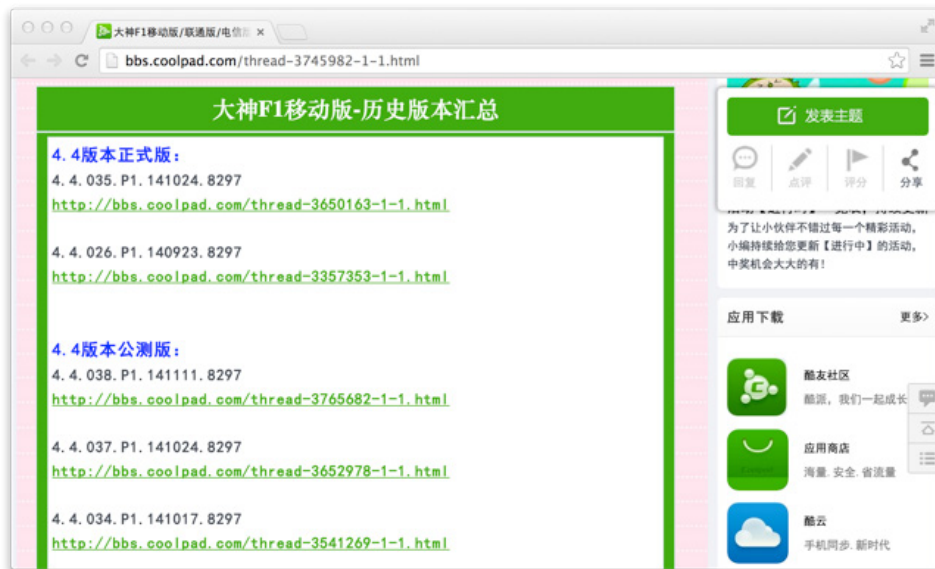 大神F1移动版/联通版/电信
bbs.coolpad.com/thread-3745982-1-1.html
大神F1移动版-历史版本汇总
4.4版本正式版：
4.4.035.P1.141024.8297
http://bbs.coolpad.com/thread-3650163-1-1.html
4.4.026.P1.140923.8297
http://bbs.coolpad.com/thread-3357353-1-1.html
4.4版本公测版：
4.4.038.P1.141111.8297
http://bbs.coolpad.com/thread-3765682-1-1.html
4.4.037.P1.141024.8297
http://bbs.coolpad.com/thread-3652978-1-1.html
4.4.034.P1.141017.8297
http://bbs.coolpad.com/thread-3541269-1-1.html
发表主题
回复
点评
评分
分享
为了让小伙伴不错过每一个精彩活动，
小编持续给您更新【进行中】的活动，
中奖机会大大的有！
应用下载
更多>
酷友社区
酷派，我们一起成长
应用商店
海量.安全.省流量
酷云
手机同步.新时代